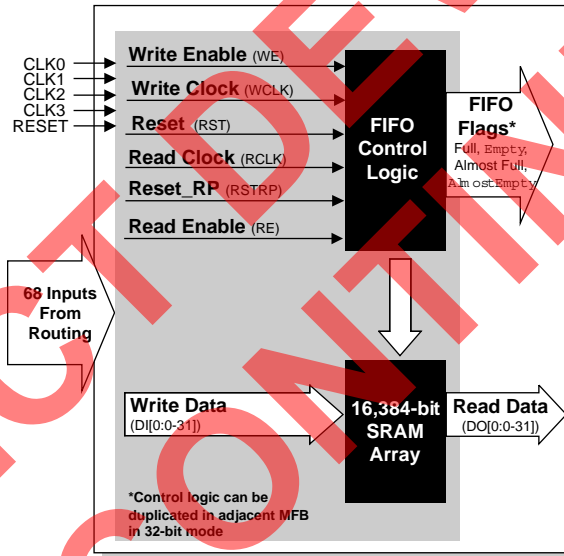 CLK0
CLK1
CLK2
CLK3
RESET
Write Enable (WE)
Write Clock (WCLK)
Reset (RST)
Read Clock (RCLK)
Reset_RP (RSTRP)
Read Enable (RE)
FIFO
Control
Logic
FIFO
Flags*
Full, Empty,
Almost Full,
AlmostEmpty
68 Inputs
From
Routing
Write Data
(DI[0:0-31])
16,384-bit
SRAM
Array
Read Data
(DO[0:0-31])
*Control logic can be
duplicated in adjacent MFB
in 32-bit mode